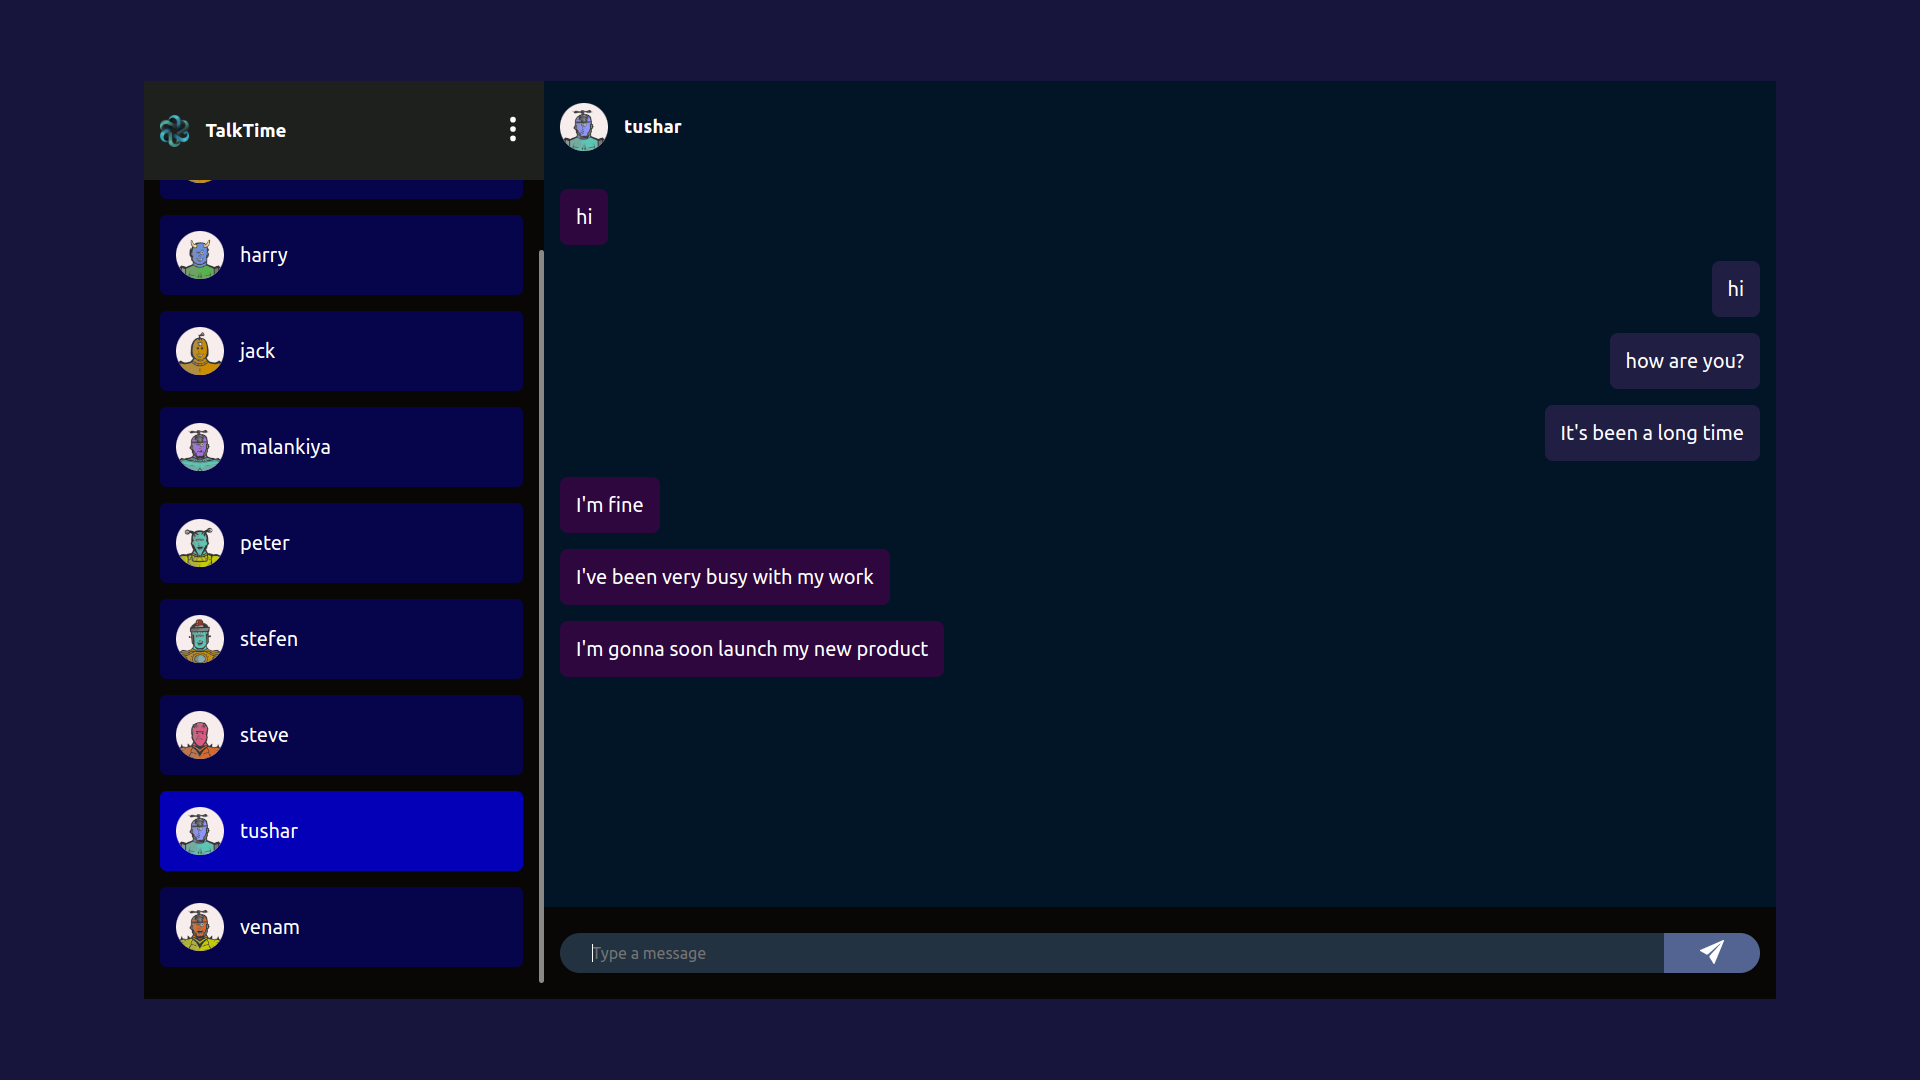 TalkTime
harry
jack
malankiya
peter
stefen
steve
tushar
venam
tushar
hi
hi
how are you?
It's been a long time
I'm fine
I've been very busy with my work
I'm gonna soon launch my new product
Type a message